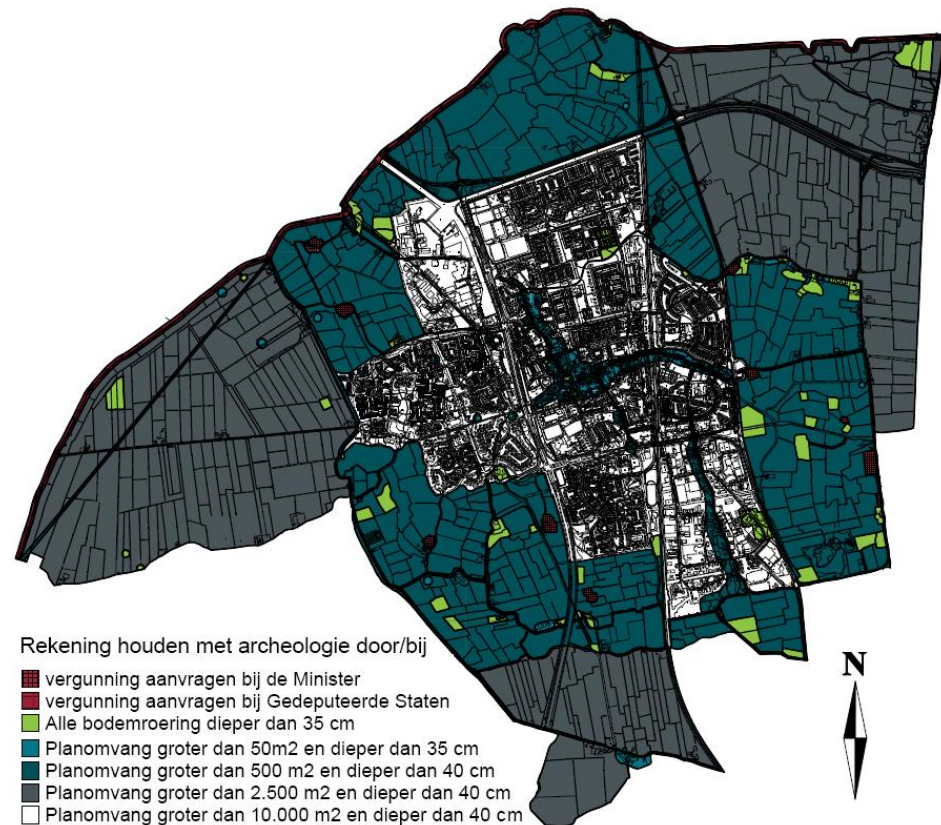 Rekening houden met archeologie door/bij
vergunning aanvragen bij de Minister
vergunning aanvragen bij Gedeputeerde Staten
Alle bodemroering dieper dan 35 cm
Planomvang groter dan 50m2 en dieper dan 35 cm
Planomvang groter dan 500 m2 en dieper dan 40 cm
Planomvang groter dan 2.500 m2 en dieper dan 40 cm
Planomvang groter dan 10.000 m2 en dieper dan 40 cm
N